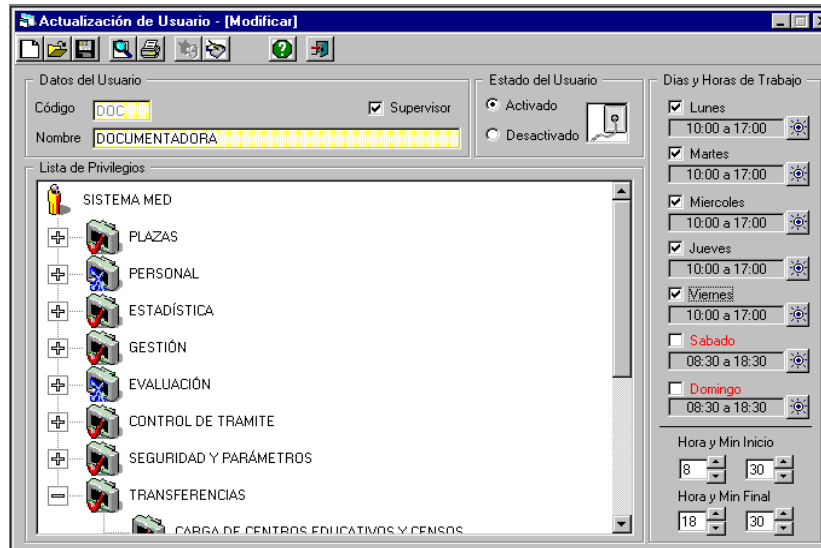 Actualización de Usuario - [Modificar]
Datos del Usuario
Código DOC
Supervisor
Nombre DOCUMENTADORA
Estado del Usuario
Activado
Desactivado
Lista de Privilegios
SISTEMA MED
PLAZAS
PERSONAL
ESTADÍSTICA
GESTIÓN
EVALUACIÓN
CONTROL DE TRAMITE
SEGURIDAD Y PARÁMETROS
TRANSFERENCIAS
CARGA DE CENTROS EDUCATIVOS Y CENSOS
Dias y Horas de Trabajo
Lunes
10:00 a 17:00
Martes
10:00 a 17:00
Miercoles
10:00 a 17:00
Jueves
10:00 a 17:00
Viernes
10:00 a 17:00
Sabado
08:30 a 18:30
Domingo
08:30 a 18:30
Hora y Min Inicio
8 30
Hora y Min Final
18 30